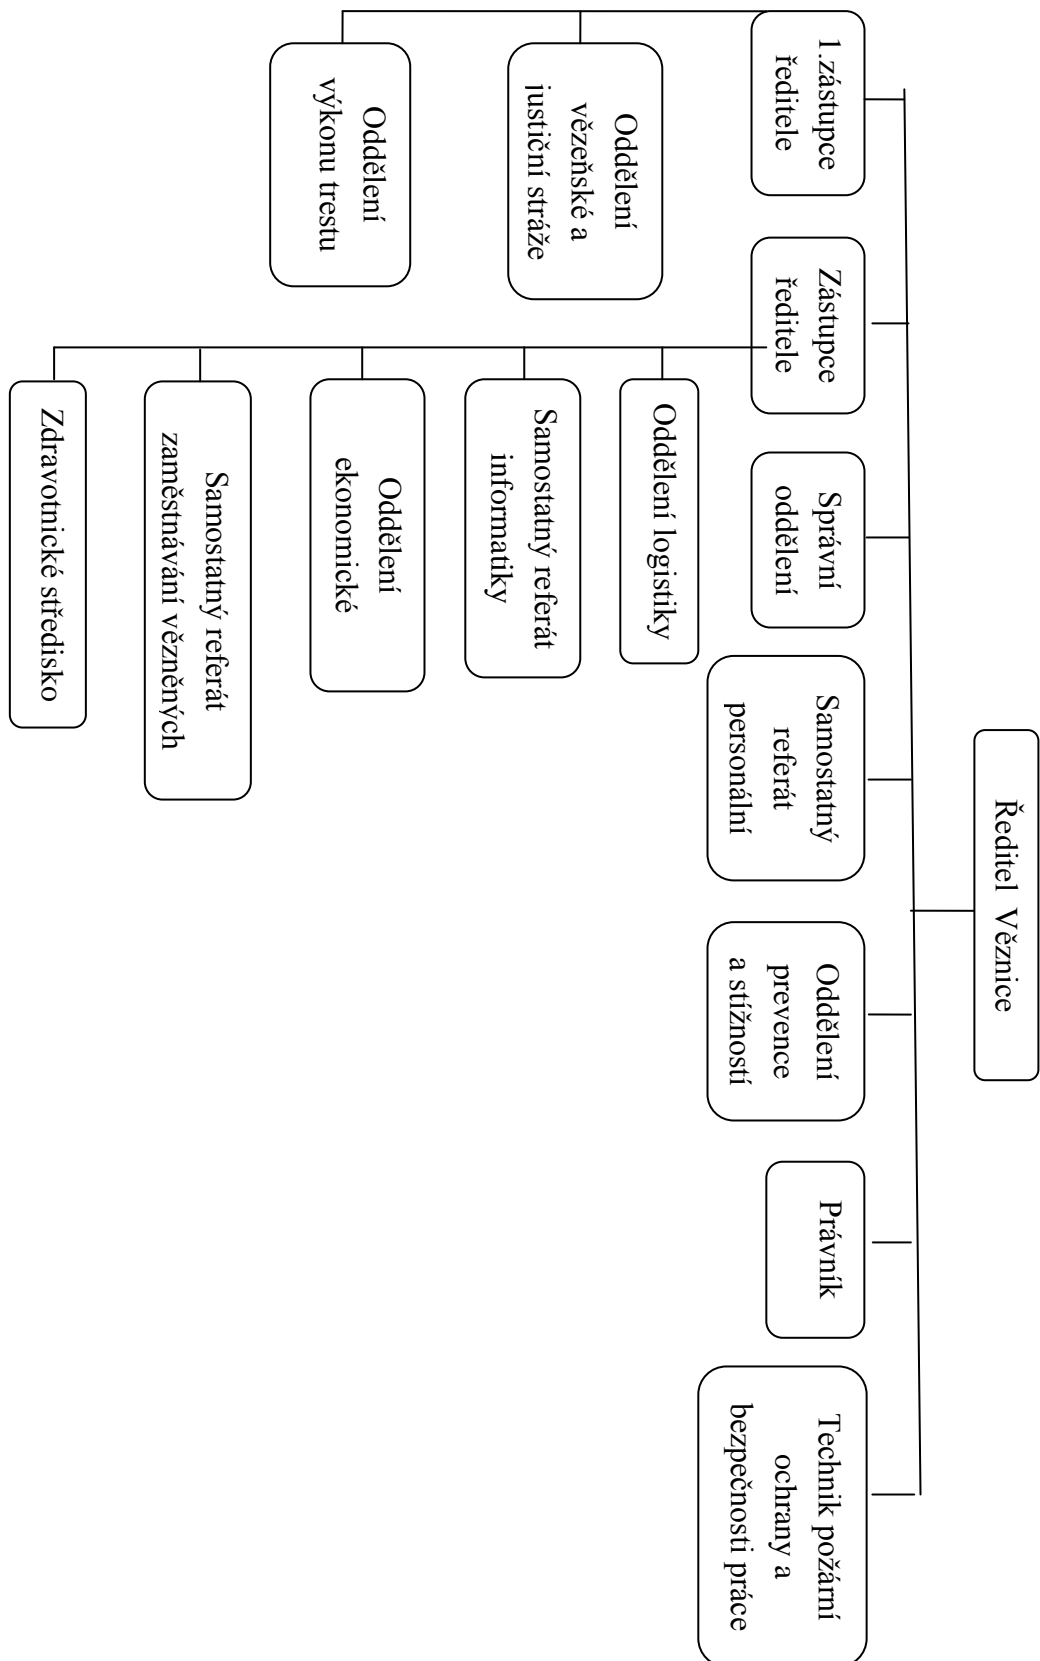 Ředitel Věznice
1.zástupce
ředitele
Zástupce
ředitele
Správní
oddělení
Samostatný
referát
personální
Oddělení
prevence
a stížností
Právník
Technik požární
ochrany a
bezpečnosti práce
Oddělení
vězeňské a
justiční stráže
Oddělení
výkonu trestu
Oddělení logistiky
Samostatný referát
informatiky
Oddělení
ekonomické
Samostatný referát
zaměstnávání vězněných
Zdravotnické středisko